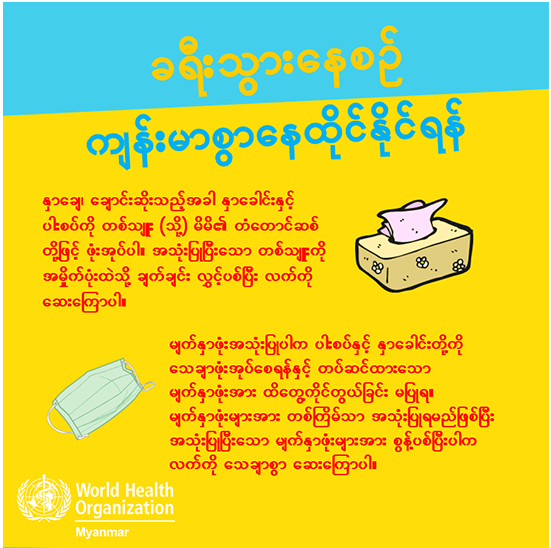 ခရီးသွားနေစဉ်
ကျန်းမာစွာနေထိုင်နိုင်ရန်
နှာချေ၊ ချောင်းဆိုးသည့်အခါ နှာခေါင်းနှင့်
ပါးစပ်ကို တစ်သျှူး (သို့) မိမိ၏ တံတောင်ဆစ်
တို့ဖြင့် ဖုံးအုပ်ပါ။ အသုံးပြုပြီးသော တစ်သျှူးကို
အမှိုက်ပုံးထဲသို့ ချက်ချင်း လွှင့်ပစ်ပြီး လက်ကို
ဆေးကြောပါ။
မျက်နှာဖုံးအသုံးပြုပါက ပါးစပ်နှင့် နှာခေါင်းတို့ကို
သေချာဖုံးအုပ်စေရန်နှင့် တပ်ဆင်ထားသော
မျက်နှာဖုံးအား ထိတွေ့ကိုင်တွယ်ခြင်း မပြုရ။
မျက်နှာဖုံးများအား တစ်ကြိမ်သာ အသုံးပြုရမည်ဖြစ်ပြီး
အသုံးပြုပြီးသော မျက်နှာဖုံးများအား စွန့်ပစ်ပြီးပါက
လက်ကို သေချာစွာ ဆေးကြောပါ။
World Health
Organization
Myanmar